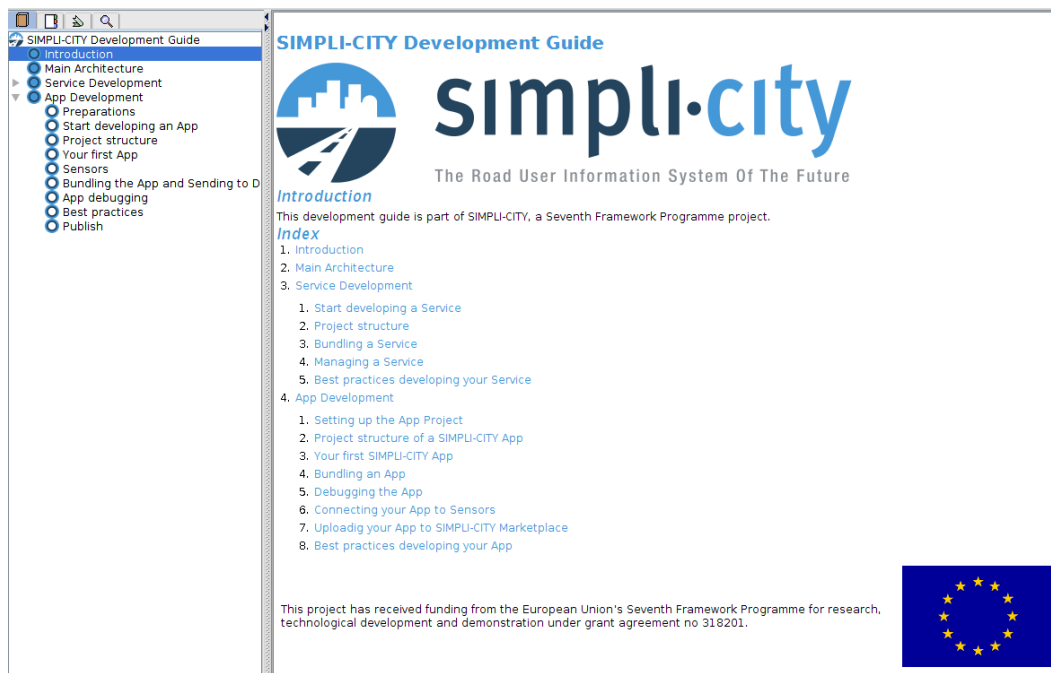 SIMPLI-CITY Development Guide
Introduction
Main Architecture
Service Development
App Development
Preparations
Start developing an App
Project structure
Your first App
Sensors
Bundling the App and Sending to D
App debugging
Best practices
Publish
SIMPLI-CITY Development Guide
sımplı·cıty
The Road User Information System Of The Future
Introduction
This development guide is part of SIMPLI-CITY, a Seventh Framework Programme project.
Index
1. Introduction
2. Main Architecture
3. Service Development
1. Start developing a Service
2. Project structure
3. Bundling a Service
4. Managing a Service
5. Best practices developing your Service
4. App Development
1. Setting up the App Project
2. Project structure of a SIMPLI-CITY App
3. Your first SIMPLI-CITY App
4. Bundling an App
5. Debugging the App
6. Connecting your App to Sensors
7. Uploadig your App to SIMPLI-CITY Marketplace
8. Best practices developing your App
This project has received funding from the European Union's Seventh Framework Programme for research,
technological development and demonstration under grant agreement no 318201.